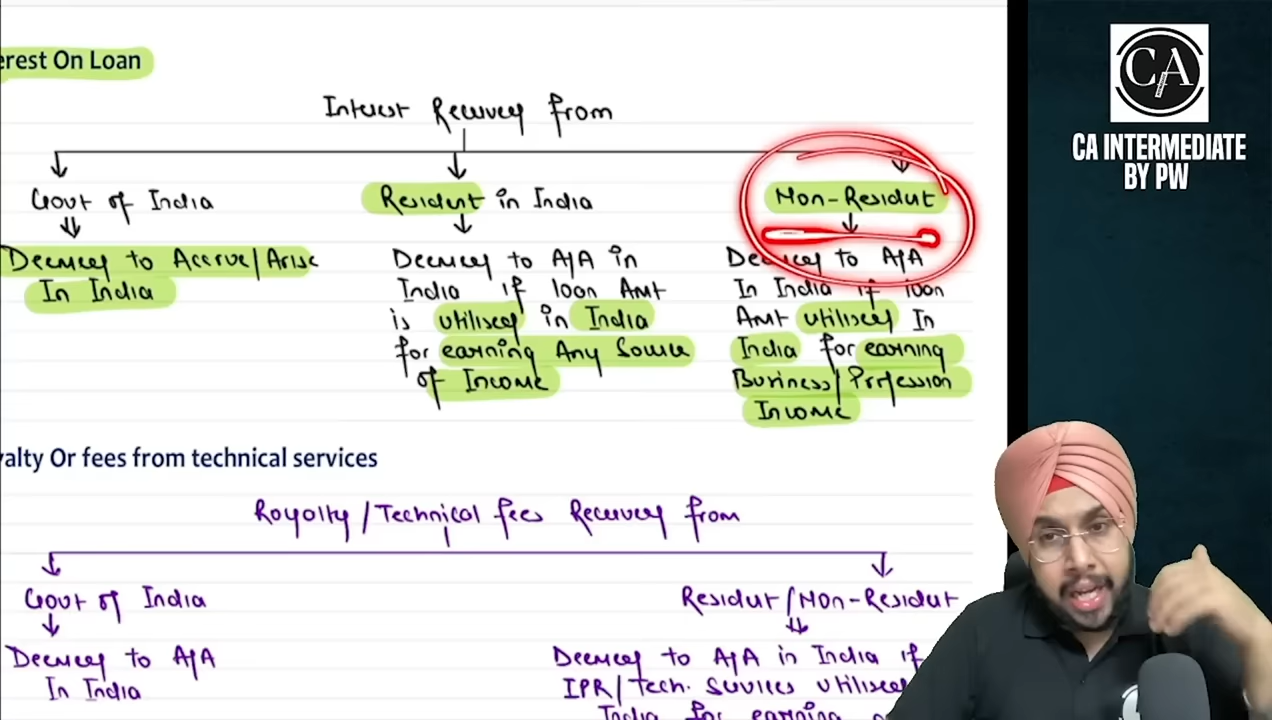 erest On Loan
Interest Received from
Govt of India
Deemed to Accrue/Arise
In India
Resident in India
Deemed to A/A in
India if loan Amt
is utilised in India
for earning Any Source
of Income
Non-Resident
Deemed to A/A
In India if loan
Amt utilised In
India for earning
Business/Profession
Income
yalty Or fees from technical services
Royalty/Technical fees Received from
Govt of India
Deemed to A/A
In India
Resident/Non-Resident
Deemed to A/A in India if
IPR/Tech. Services utilised
India for earning
CA
CA INTERMEDIATE
BY PW